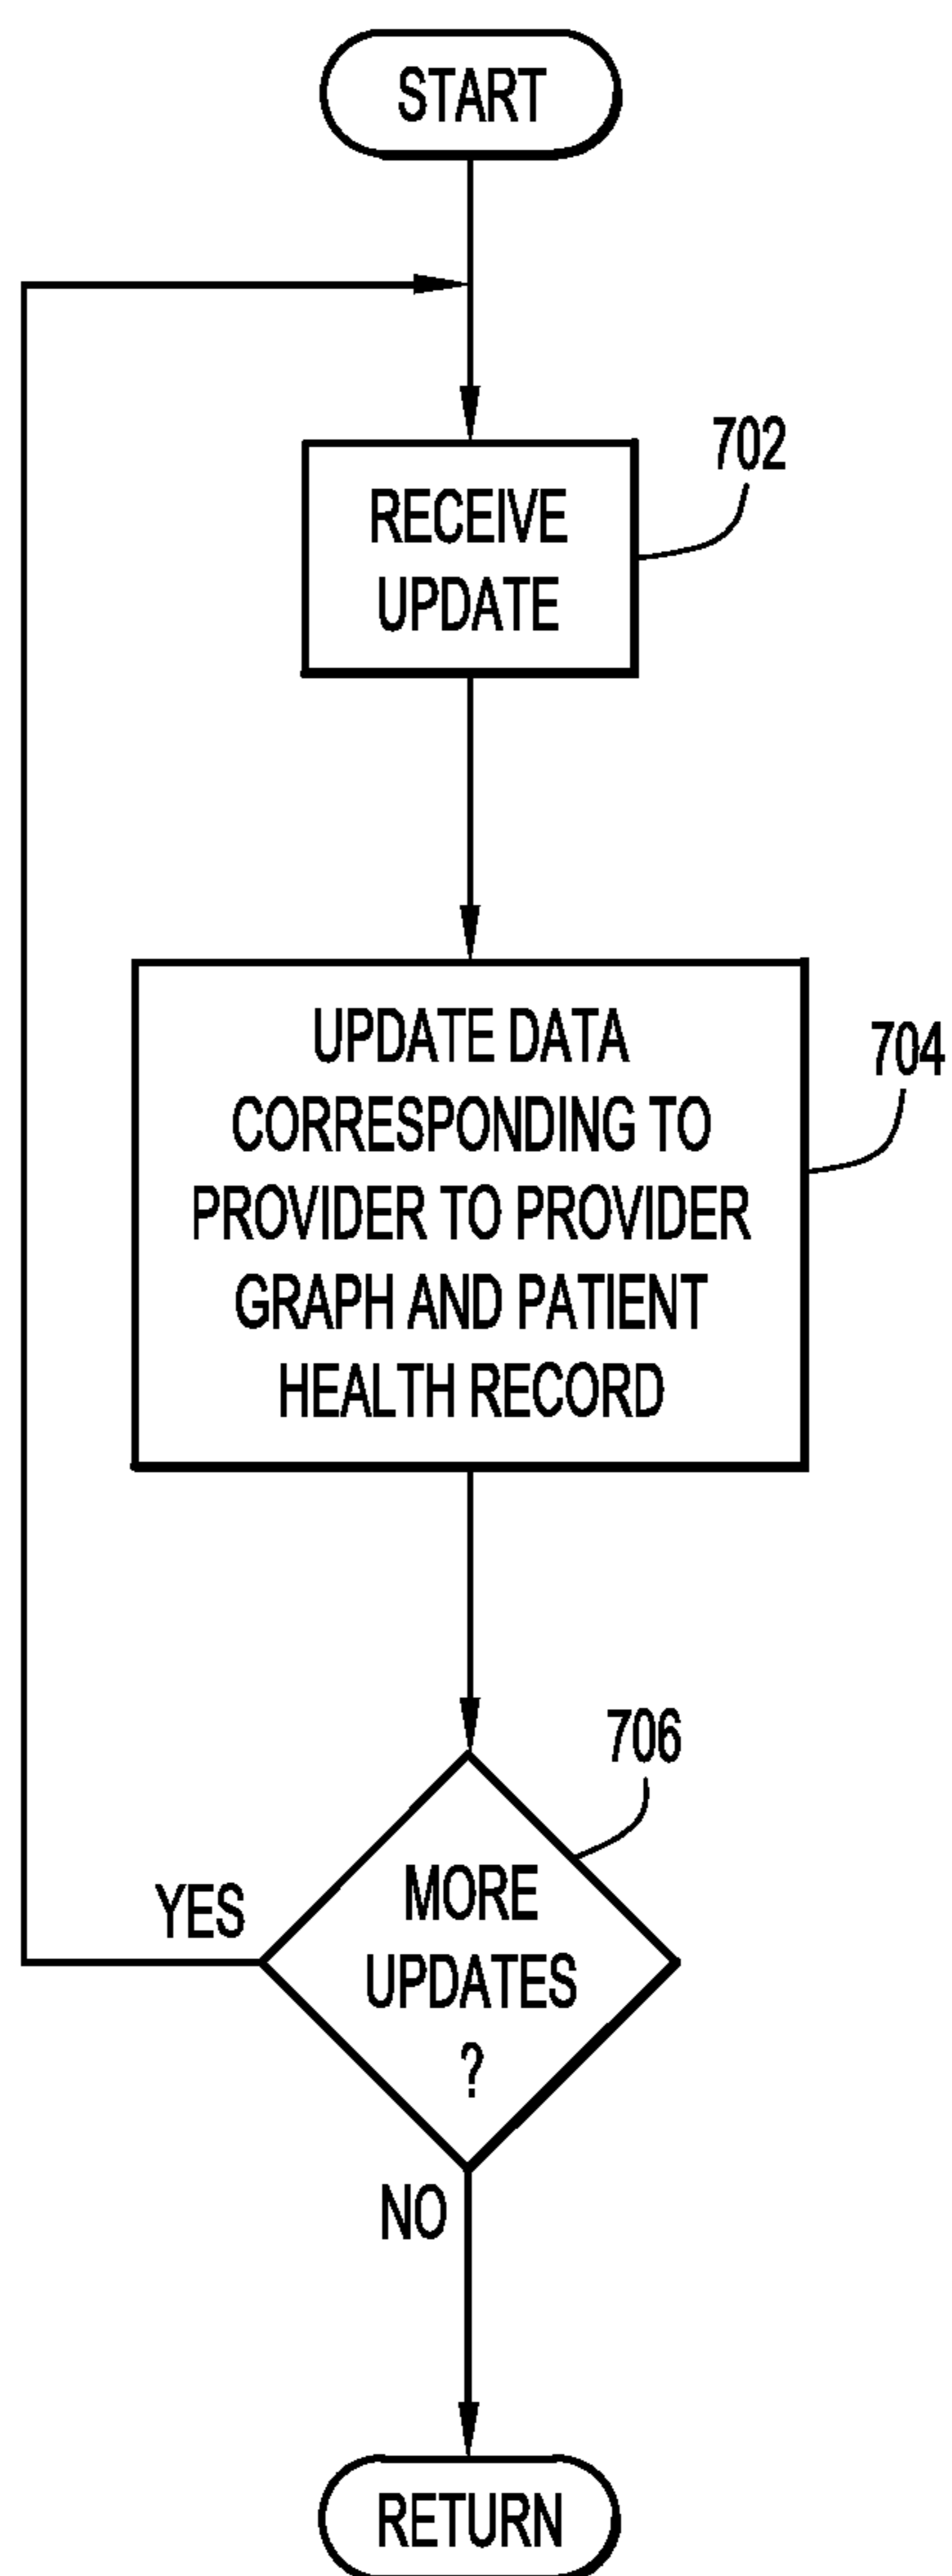 START
702
RECEIVE
UPDATE
704
UPDATE DATA
CORRESPONDING TO
PROVIDER TO PROVIDER
GRAPH AND PATIENT
HEALTH RECORD
706
YES
MORE
UPDATES
?
NO
RETURN